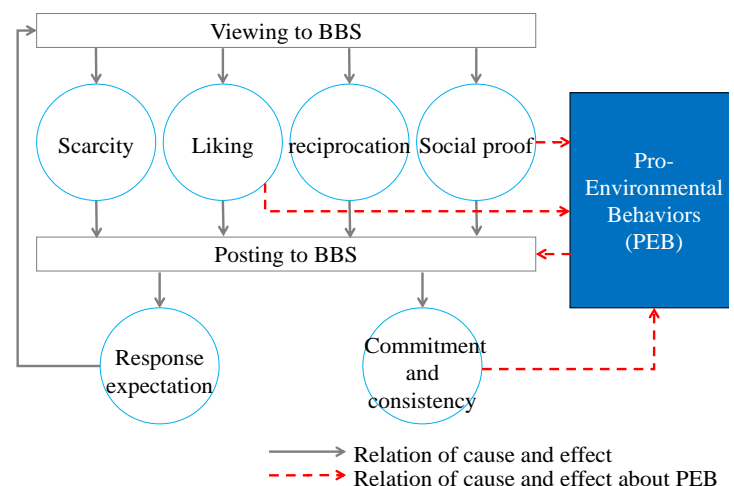 Viewing to BBS
Scarcity
Liking
reciprocation
Social proof
Pro-
Environmental
Behaviors
(PEB)
Posting to BBS
Response
expectation
Commitment
and
consistency
Relation of cause and effect
Relation of cause and effect about PEB